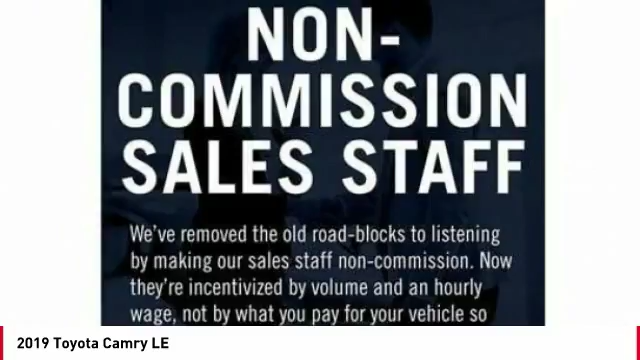 NON-
COMMISSION
SALES STAFF
We've removed the old road-blocks to listening
by making our sales staff non-commission. Now
they're incentivized by volume and an hourly
wage, not by what you pay for your vehicle so
2019 Toyota Camry LE